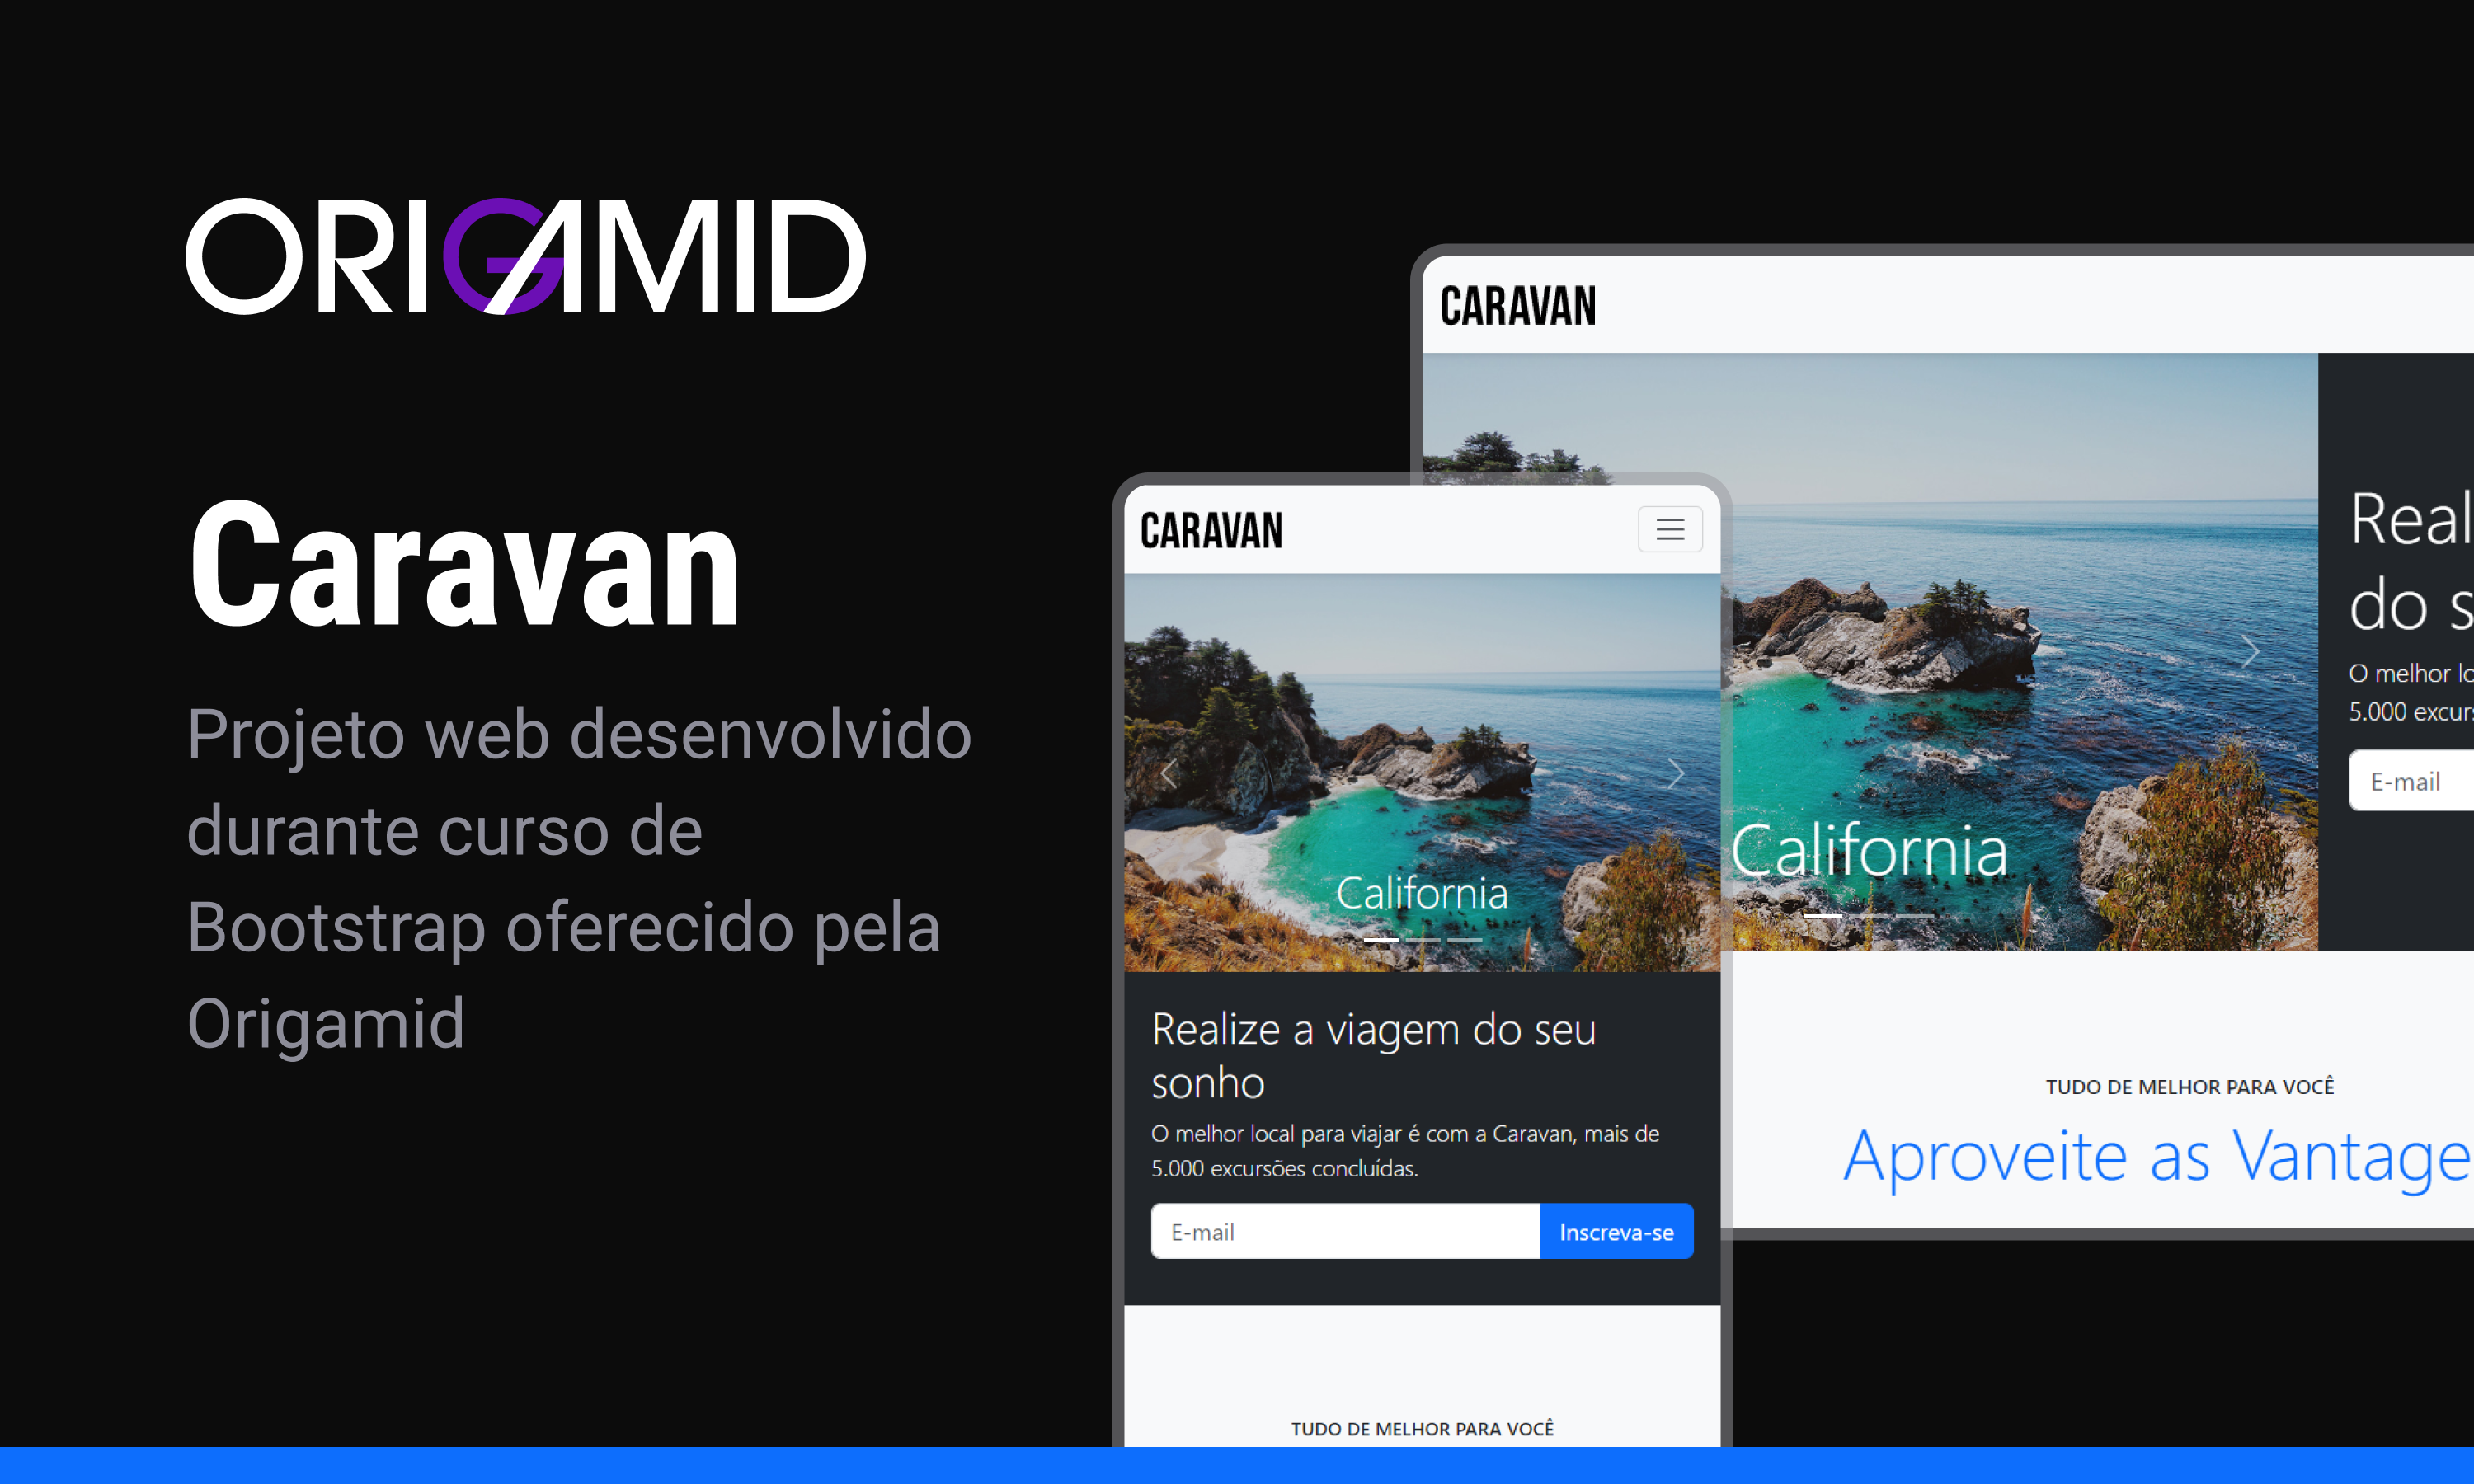 ORIGAMID
Caravan
Projeto web desenvolvido
durante curso de
Bootstrap oferecido pela
Origamid
CARAVAN
California
Realize a viagem do seu
sonho
O melhor local para viajar é com a Caravan, mais de
5.000 excursões concluídas.
E-mail
Inscreva-se
TUDO DE MELHOR PARA VOCÊ
CARAVAN
California
Real
do s
O melhor lo
5.000 excurs
E-mail
TUDO DE MELHOR PARA VOCÊ
Aproveite as Vantage